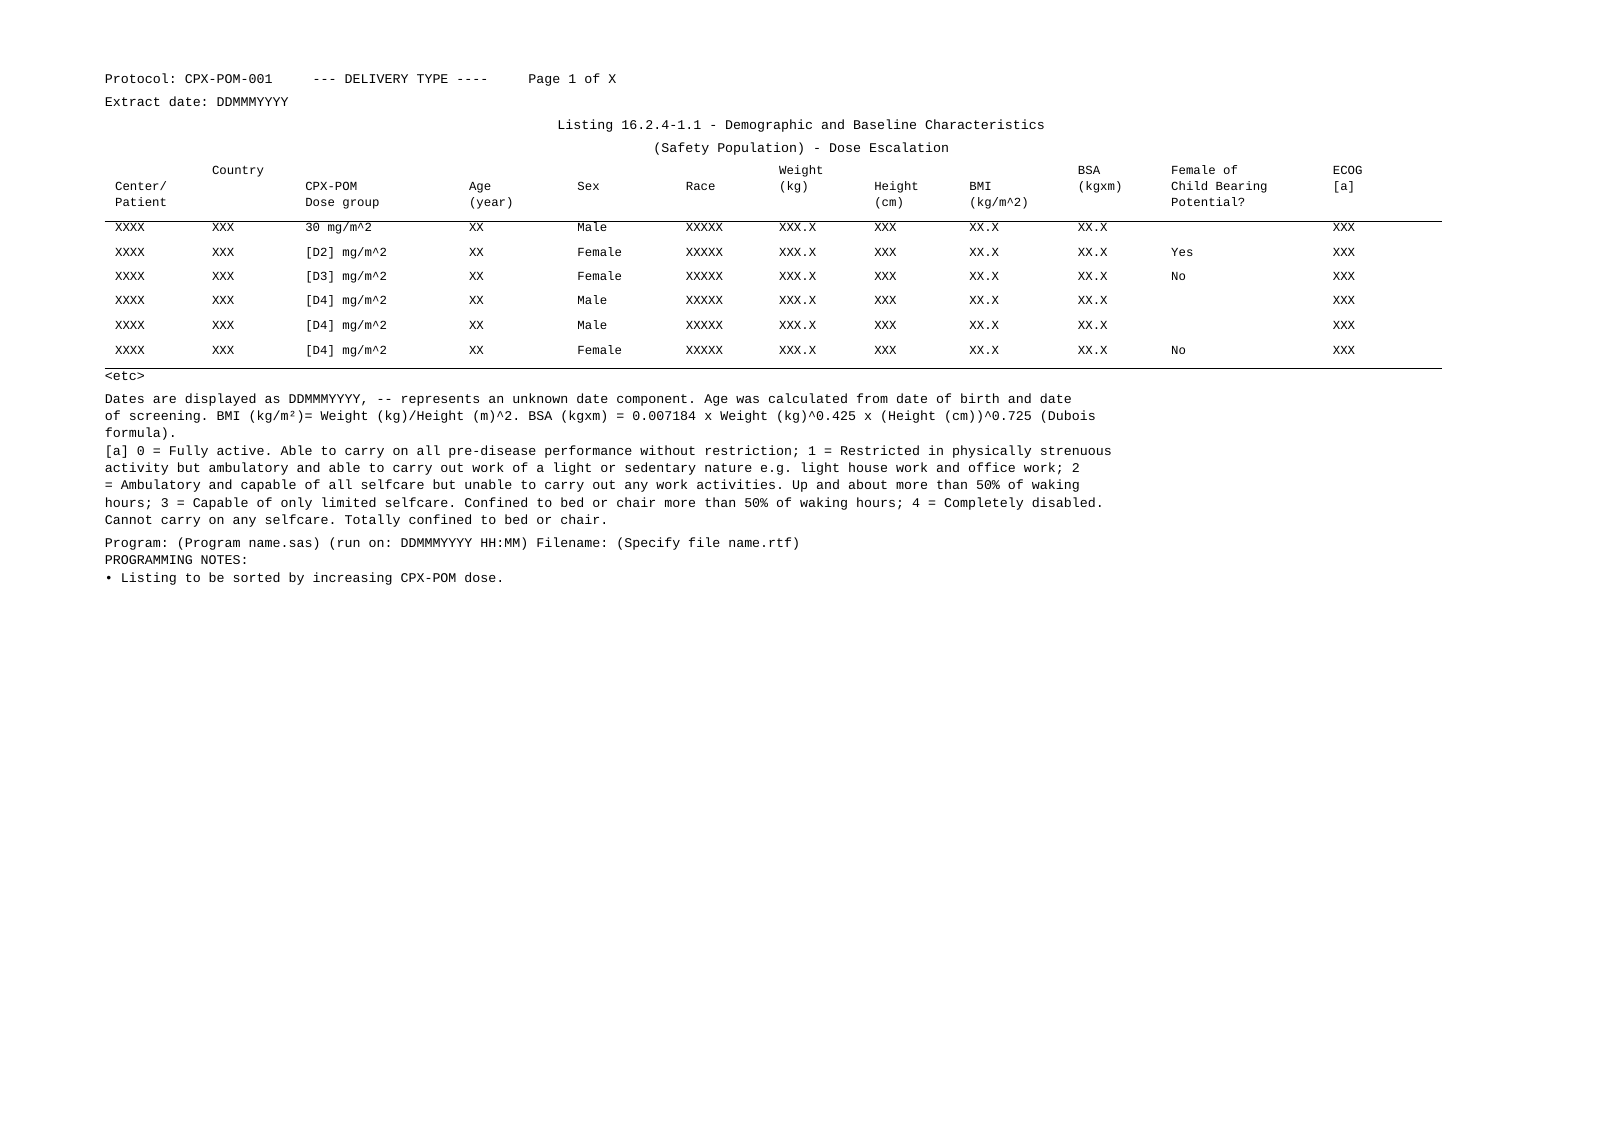 Protocol: CPX-POM-001 --- DELIVERY TYPE ---- Page 1 of X
Extract date: DDMMMYYYY
Listing 16.2.4-1.1 - Demographic and Baseline Characteristics
(Safety Population) - Dose Escalation
Country Weight BSA Female of ECOG
Center/ CPX-POM Age Sex Race (kg) Height BMI (kgxm) Child Bearing [a]
Patient Dose group (year) (cm) (kg/m^2) Potential?
XXXX XXX 30 mg/m^2 XX Male XXXXX XXX.X XXX XX.X XX.X XXX
XXXX XXX [D2] mg/m^2 XX Female XXXXX XXX.X XXX XX.X XX.X Yes XXX
XXXX XXX [D3] mg/m^2 XX Female XXXXX XXX.X XXX XX.X XX.X No XXX
XXXX XXX [D4] mg/m^2 XX Male XXXXX XXX.X XXX XX.X XX.X XXX
XXXX XXX [D4] mg/m^2 XX Male XXXXX XXX.X XXX XX.X XX.X XXX
XXXX XXX [D4] mg/m^2 XX Female XXXXX XXX.X XXX XX.X XX.X No XXX
<etc>
Dates are displayed as DDMMMYYYY, -- represents an unknown date component. Age was calculated from date of birth and date
of screening. BMI (kg/m²)= Weight (kg)/Height (m)^2. BSA (kgxm) = 0.007184 x Weight (kg)^0.425 x (Height (cm))^0.725 (Dubois
formula).
[a] 0 = Fully active. Able to carry on all pre-disease performance without restriction; 1 = Restricted in physically strenuous
activity but ambulatory and able to carry out work of a light or sedentary nature e.g. light house work and office work; 2
= Ambulatory and capable of all selfcare but unable to carry out any work activities. Up and about more than 50% of waking
hours; 3 = Capable of only limited selfcare. Confined to bed or chair more than 50% of waking hours; 4 = Completely disabled.
Cannot carry on any selfcare. Totally confined to bed or chair.
Program: (Program name.sas) (run on: DDMMMYYYY HH:MM) Filename: (Specify file name.rtf)
PROGRAMMING NOTES:
• Listing to be sorted by increasing CPX-POM dose.